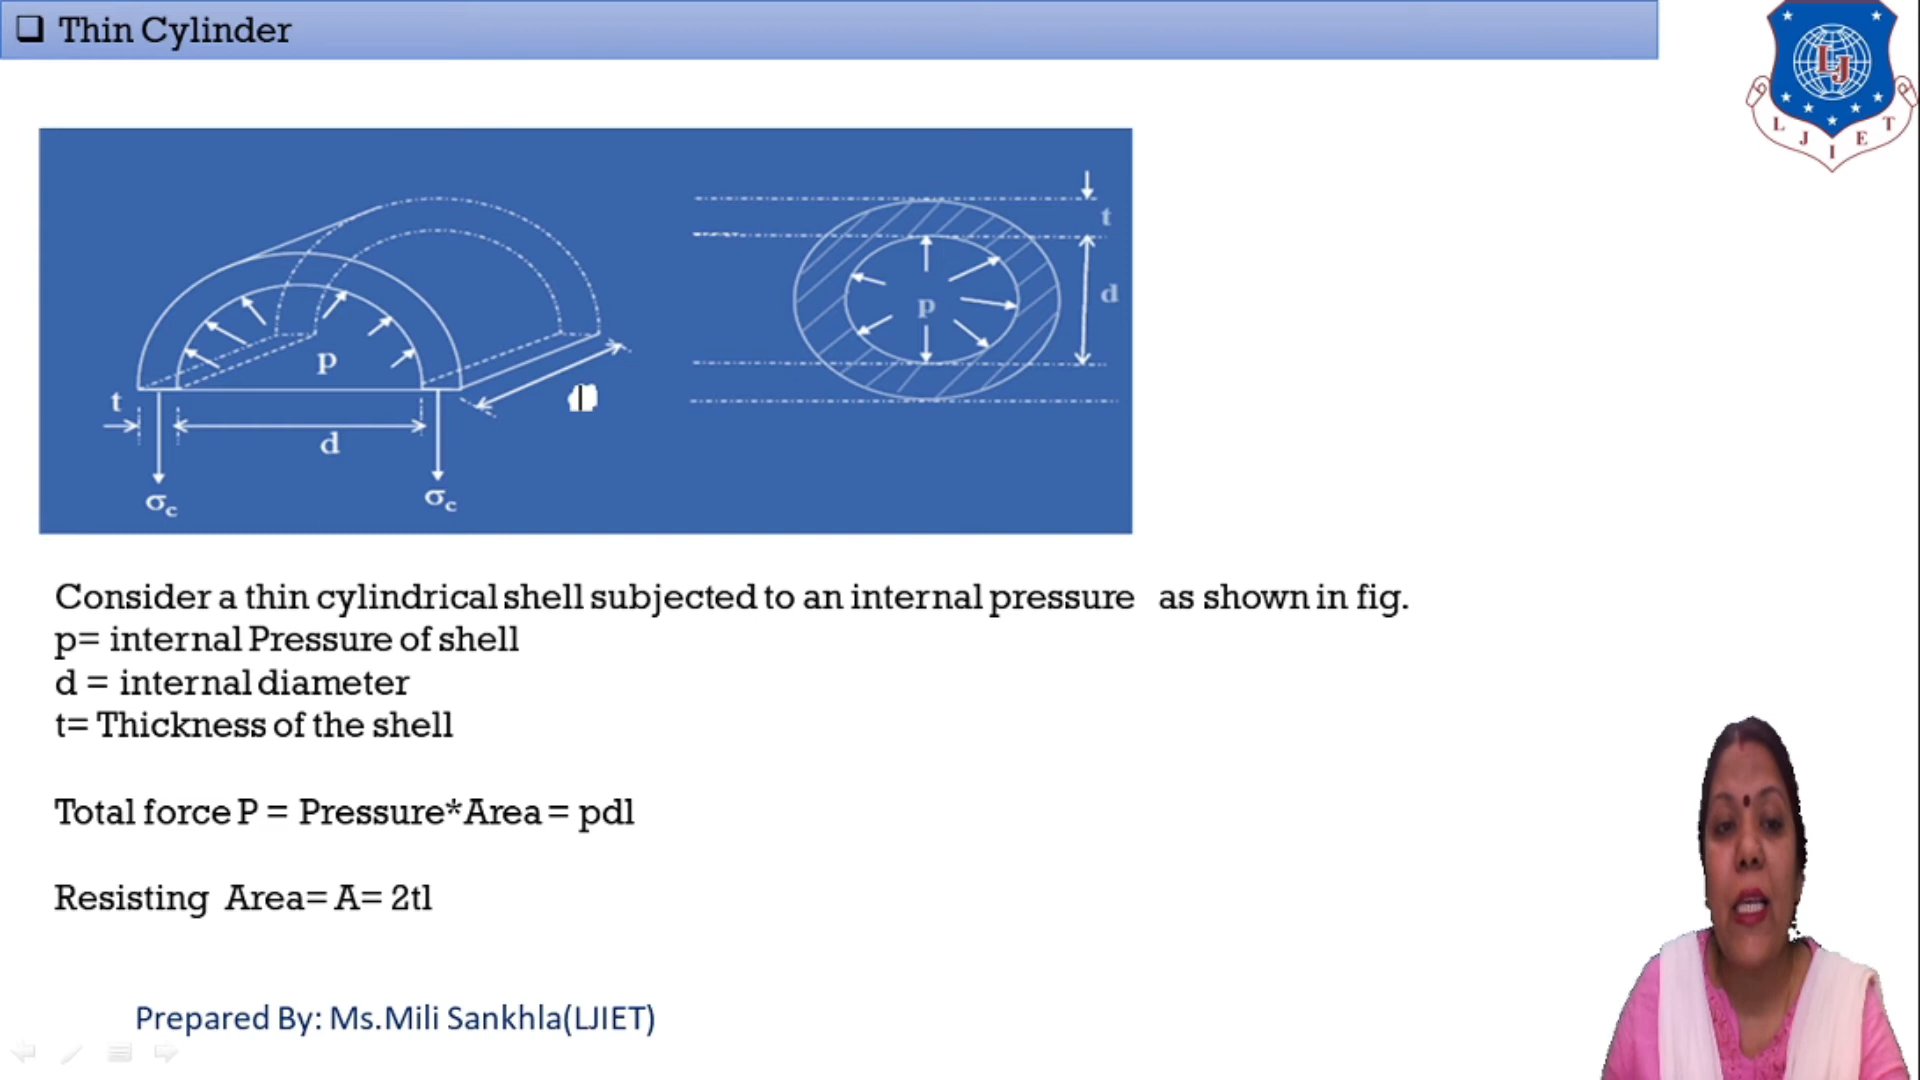 ❑ Thin Cylinder
L J
L J I E T
t
p
d
p
t
d
l
σc
σc
Consider a thin cylindrical shell subjected to an internal pressure as shown in fig.
p= internal Pressure of shell
d = internal diameter
t= Thickness of the shell
Total force P = Pressure*Area = pdl
Resisting Area= A= 2tl
Prepared By: Ms.Mili Sankhla(LJIET)